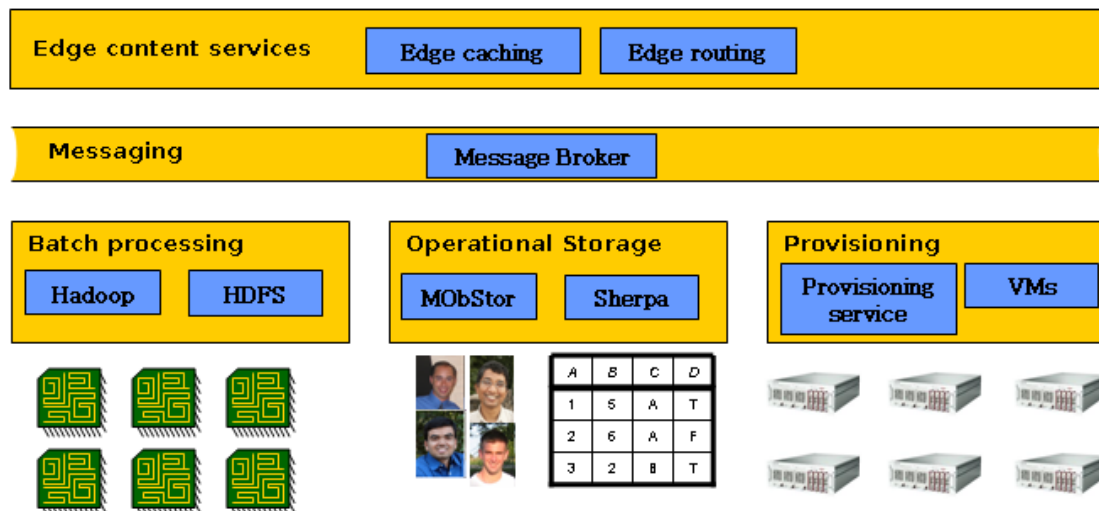 Edge content services
Edge caching
Edge routing
Messaging
Message Broker
Batch processing
Hadoop
HDFS
Operational Storage
MObStor
Sherpa
Provisioning
Provisioning
service
VMs
A B C D
1 5 A T
2 6 A F
3 2 B T